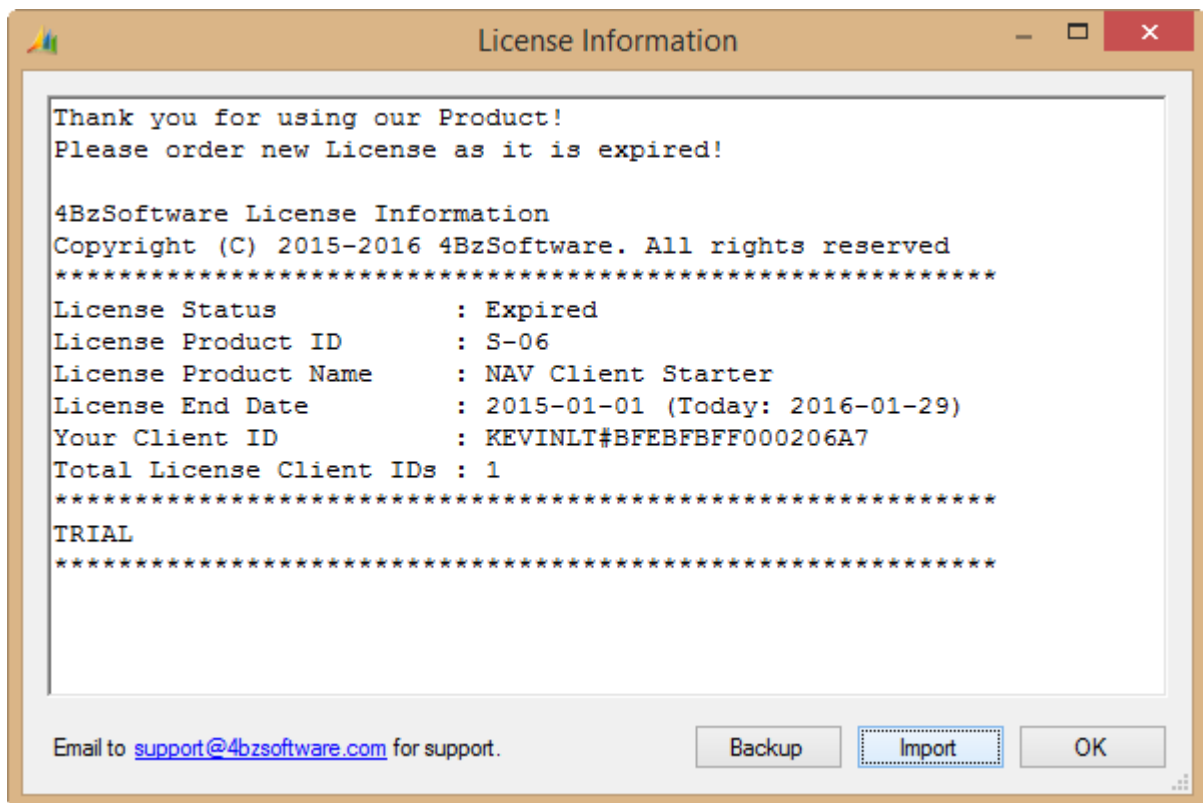 License Information
Thank you for using our Product!
Please order new License as it is expired!
4BzSoftware License Information
Copyright (C) 2015-2016 4BzSoftware. All rights reserved
***********************************************************
License Status           : Expired
License Product ID       : S-06
License Product Name     : NAV Client Starter
License End Date         : 2015-01-01 (Today: 2016-01-29)
Your Client ID           : KEVINLT#BFEBFBFF000206A7
Total License Client IDs : 1
***********************************************************
TRIAL
***********************************************************
Email to support@4bzsoftware.com for support.
Backup
Import
OK